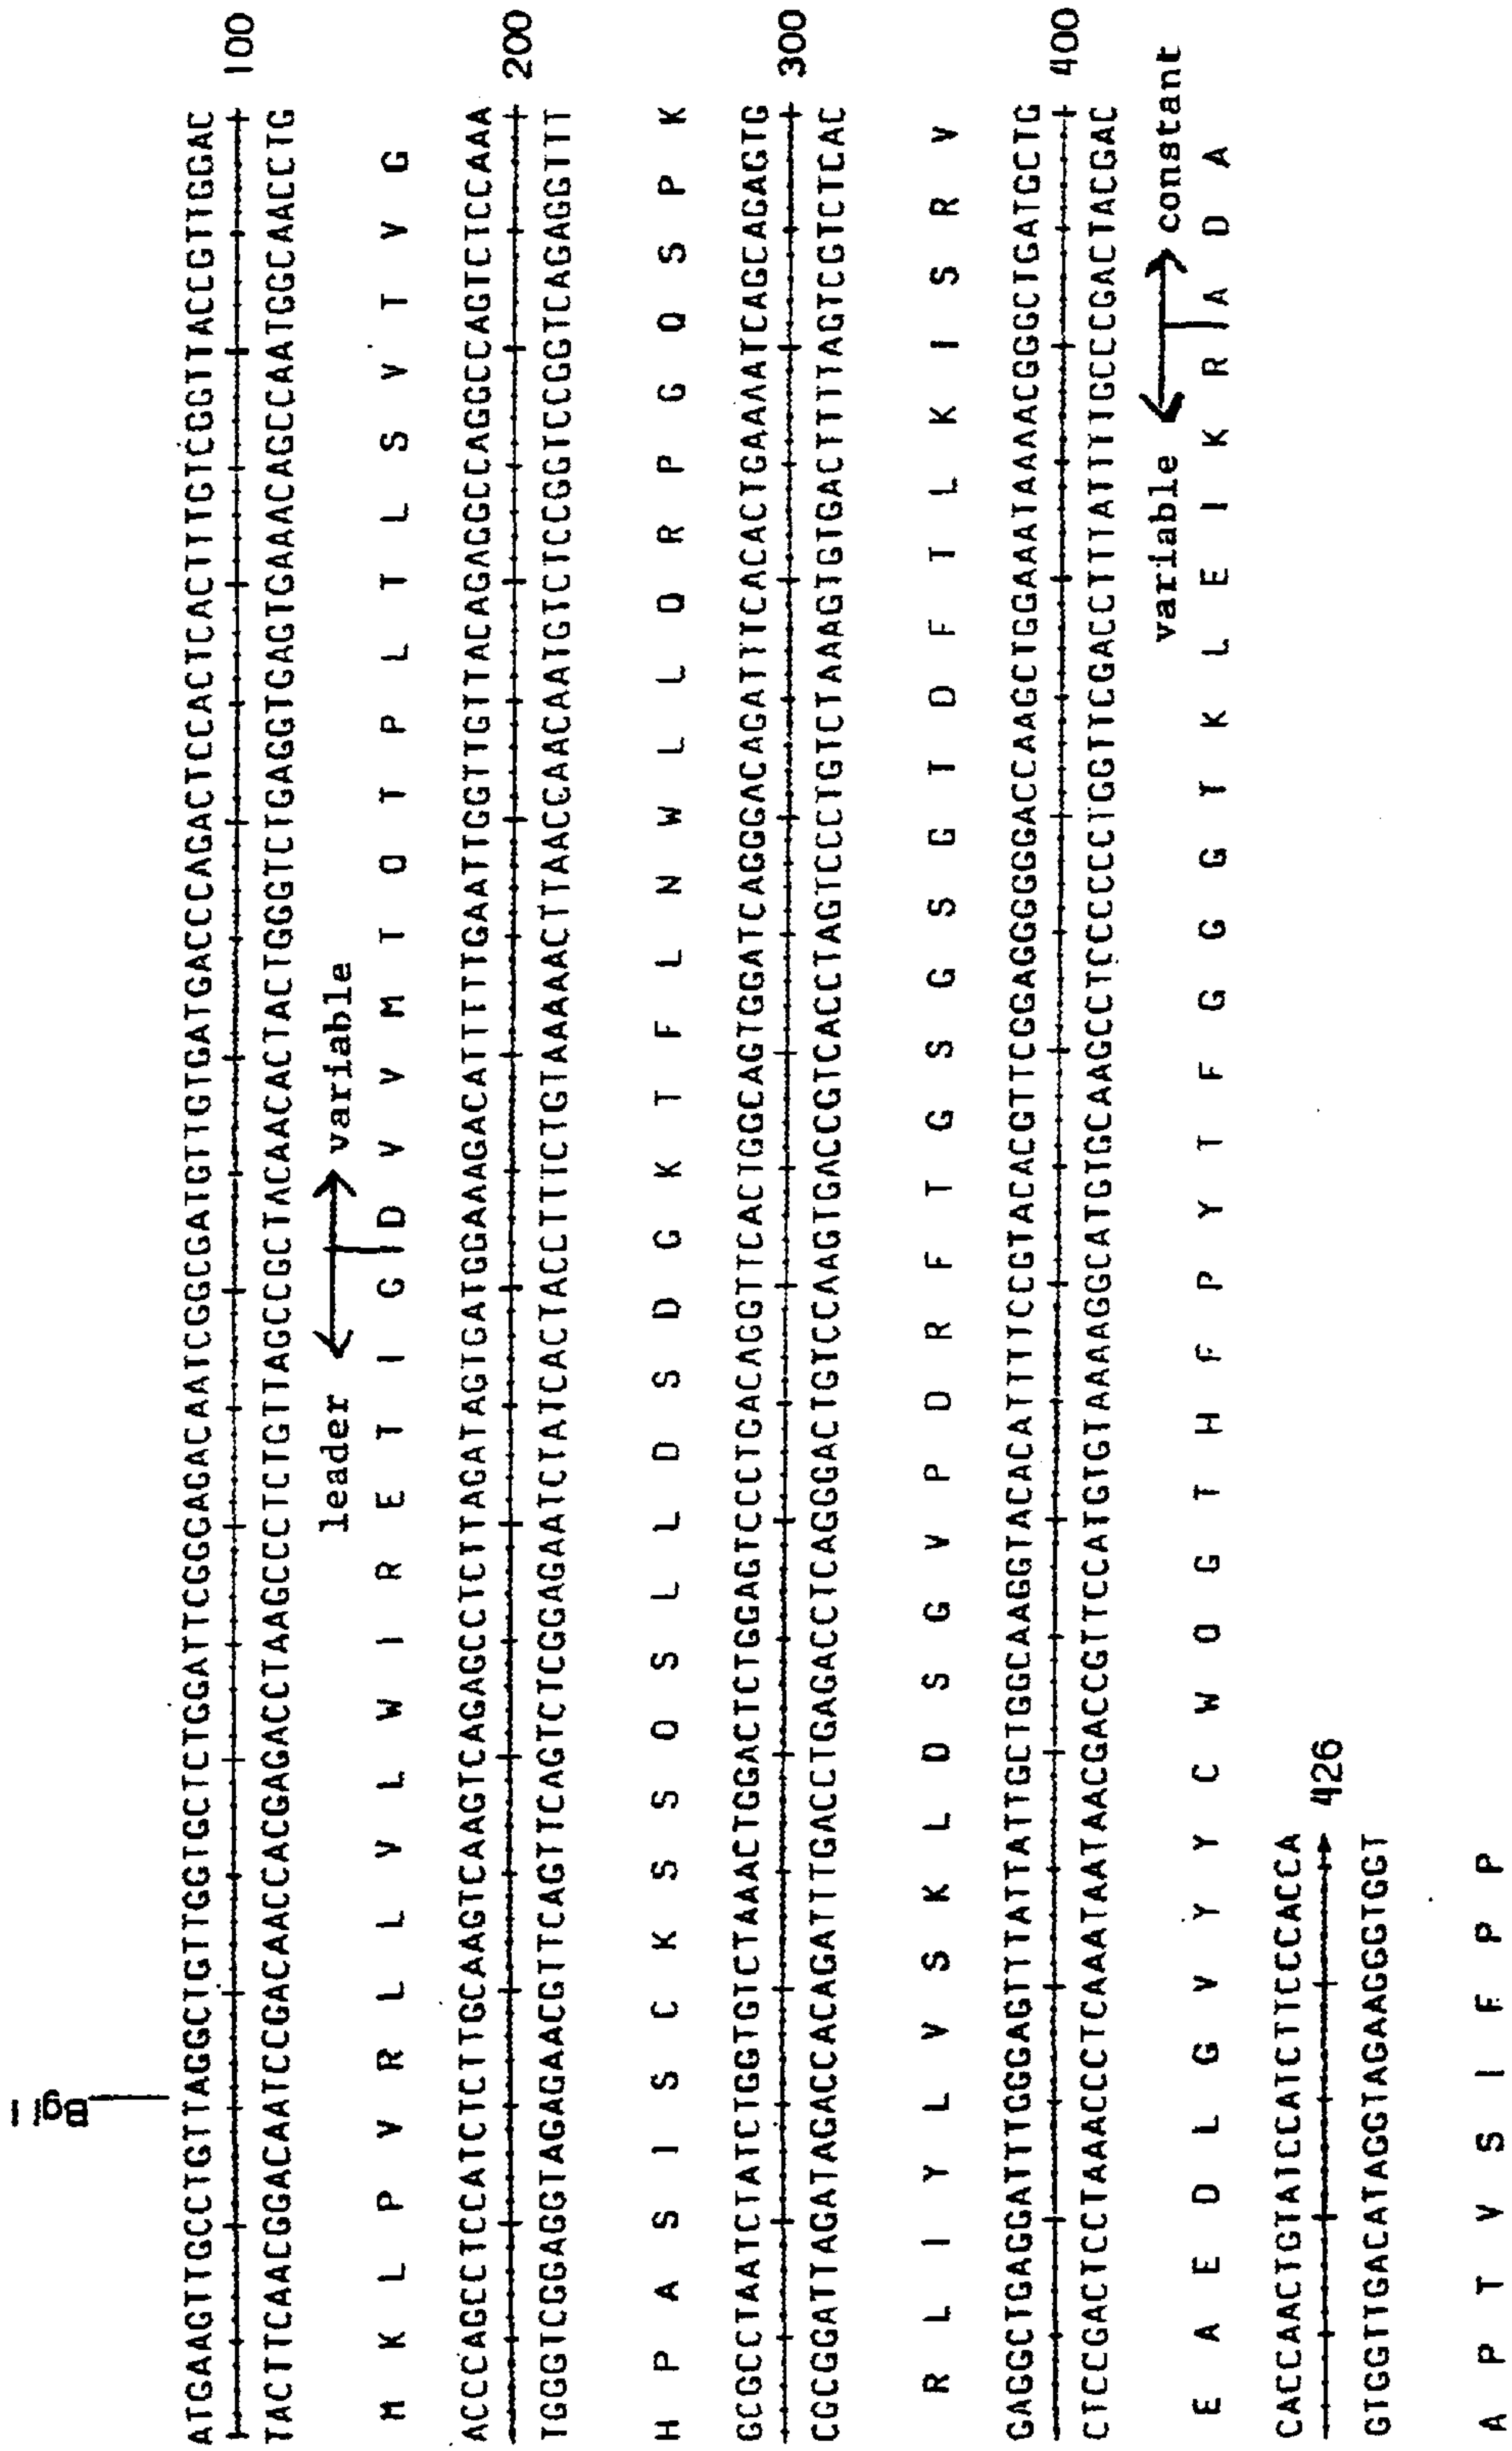 Bgl I
ATGAAGTTGCCTGTTAGGCTGTTGGTGCTCTGGATTCGGGAGACAATCGGCGATGTTGTGATGACCCAGACTCCACTCACTTTGTCGGTTACCGTTGGAC
100
TACTTCAACGGACAATCCGACAACCACGAGACCTAAGCCCTCTGTTAGCCGCTACAACACTACTGGGTCTGAGGTGAGTGAAACAGCCAATGGCAACCTG
leader variable
M K L P V R L L V L W I R E T I G D V V M T Q T P L T L S V T V G
ACCCAGCCTCCATCTCTTGCAAGTCAAGTCAGAGCCTCTTAGATAGTGATGGAAAGACATTTTTGAATTGGTTGTTACAGAGGCCAGGCCAGTCTCCAAA
200
TGGGTCGGAGGTAGAGAACGTTCAGTTCAGTCTCGGAGAATCTATCACTACCTTTCTGTAAAAACTTAACCAACAATGTCTCCGGTCCGGTCAGAGGTTT
H P A S I S C K S S Q S L L D S D G K T F L N W L L Q R P G Q S P K
GCGCCTAATCTATCTGGTGTCTAAACTGGACTCTGGAGTCCCTGACAGGTTCACTGGCAGTGGATCAGGGACAGATTTCACACTGAAAATCAGCAGAGTG
300
CGCGGATTAGATAGACCACAGATTTGACCTGAGACCTCAGGGACTGTCCAAGTGACCGTCACCTAGTCCCTGTCTAAAGTGTGACTTTTAGTCGTCTCAC
R L I Y L V S K L D S G V P D R F T G S G S G T D F T L K I S R V
GAGGCTGAGGATTTGGGAGTTTATTATTGCTGGCAAGGTACACATTTTCCGTACACGTTCGGAGGGGGGACCAAGCTGGAAATAAAACGGGCTGATGCTG
400
CTCCGACTCCTAAACCCTCAAATAATAACGACCGTTCCATGTGTAAAAGGCATGTGCAAGCCTCCCCCCTGGTTCGACCTTTATTTTGCCCGACTACGAC
variable constant
E A E D L G V Y Y C W Q G T H F P Y T F G G G T K L E I K R A D A
CACCAACTGTATCCATCTTCCCACCA
426
GTGGTTGACATAGGTAGAAGGGTGGT
A P T V S I F P P